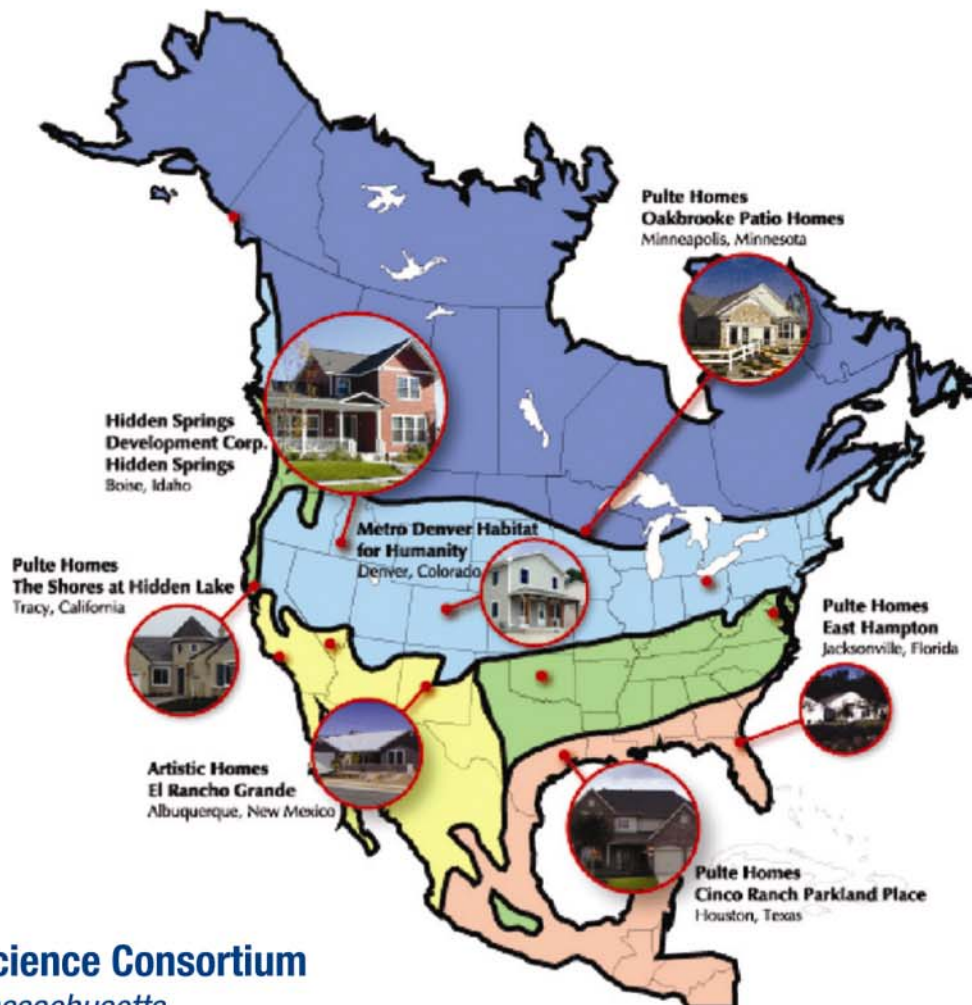 Pulte Homes
Oakbrooke Patio Homes
Minneapolis, Minnesota
Hidden Springs
Development Corp.
Hidden Springs
Boise, Idaho
Metro Denver Habitat
for Humanity
Denver, Colorado
Pulte Homes
The Shores at Hidden Lake
Tracy, California
Pulte Homes
East Hampton
Jacksonville, Florida
Artistic Homes
El Rancho Grande
Albuquerque, New Mexico
Pulte Homes
Cinco Ranch Parkland Place
Houston, Texas
cience Consortium